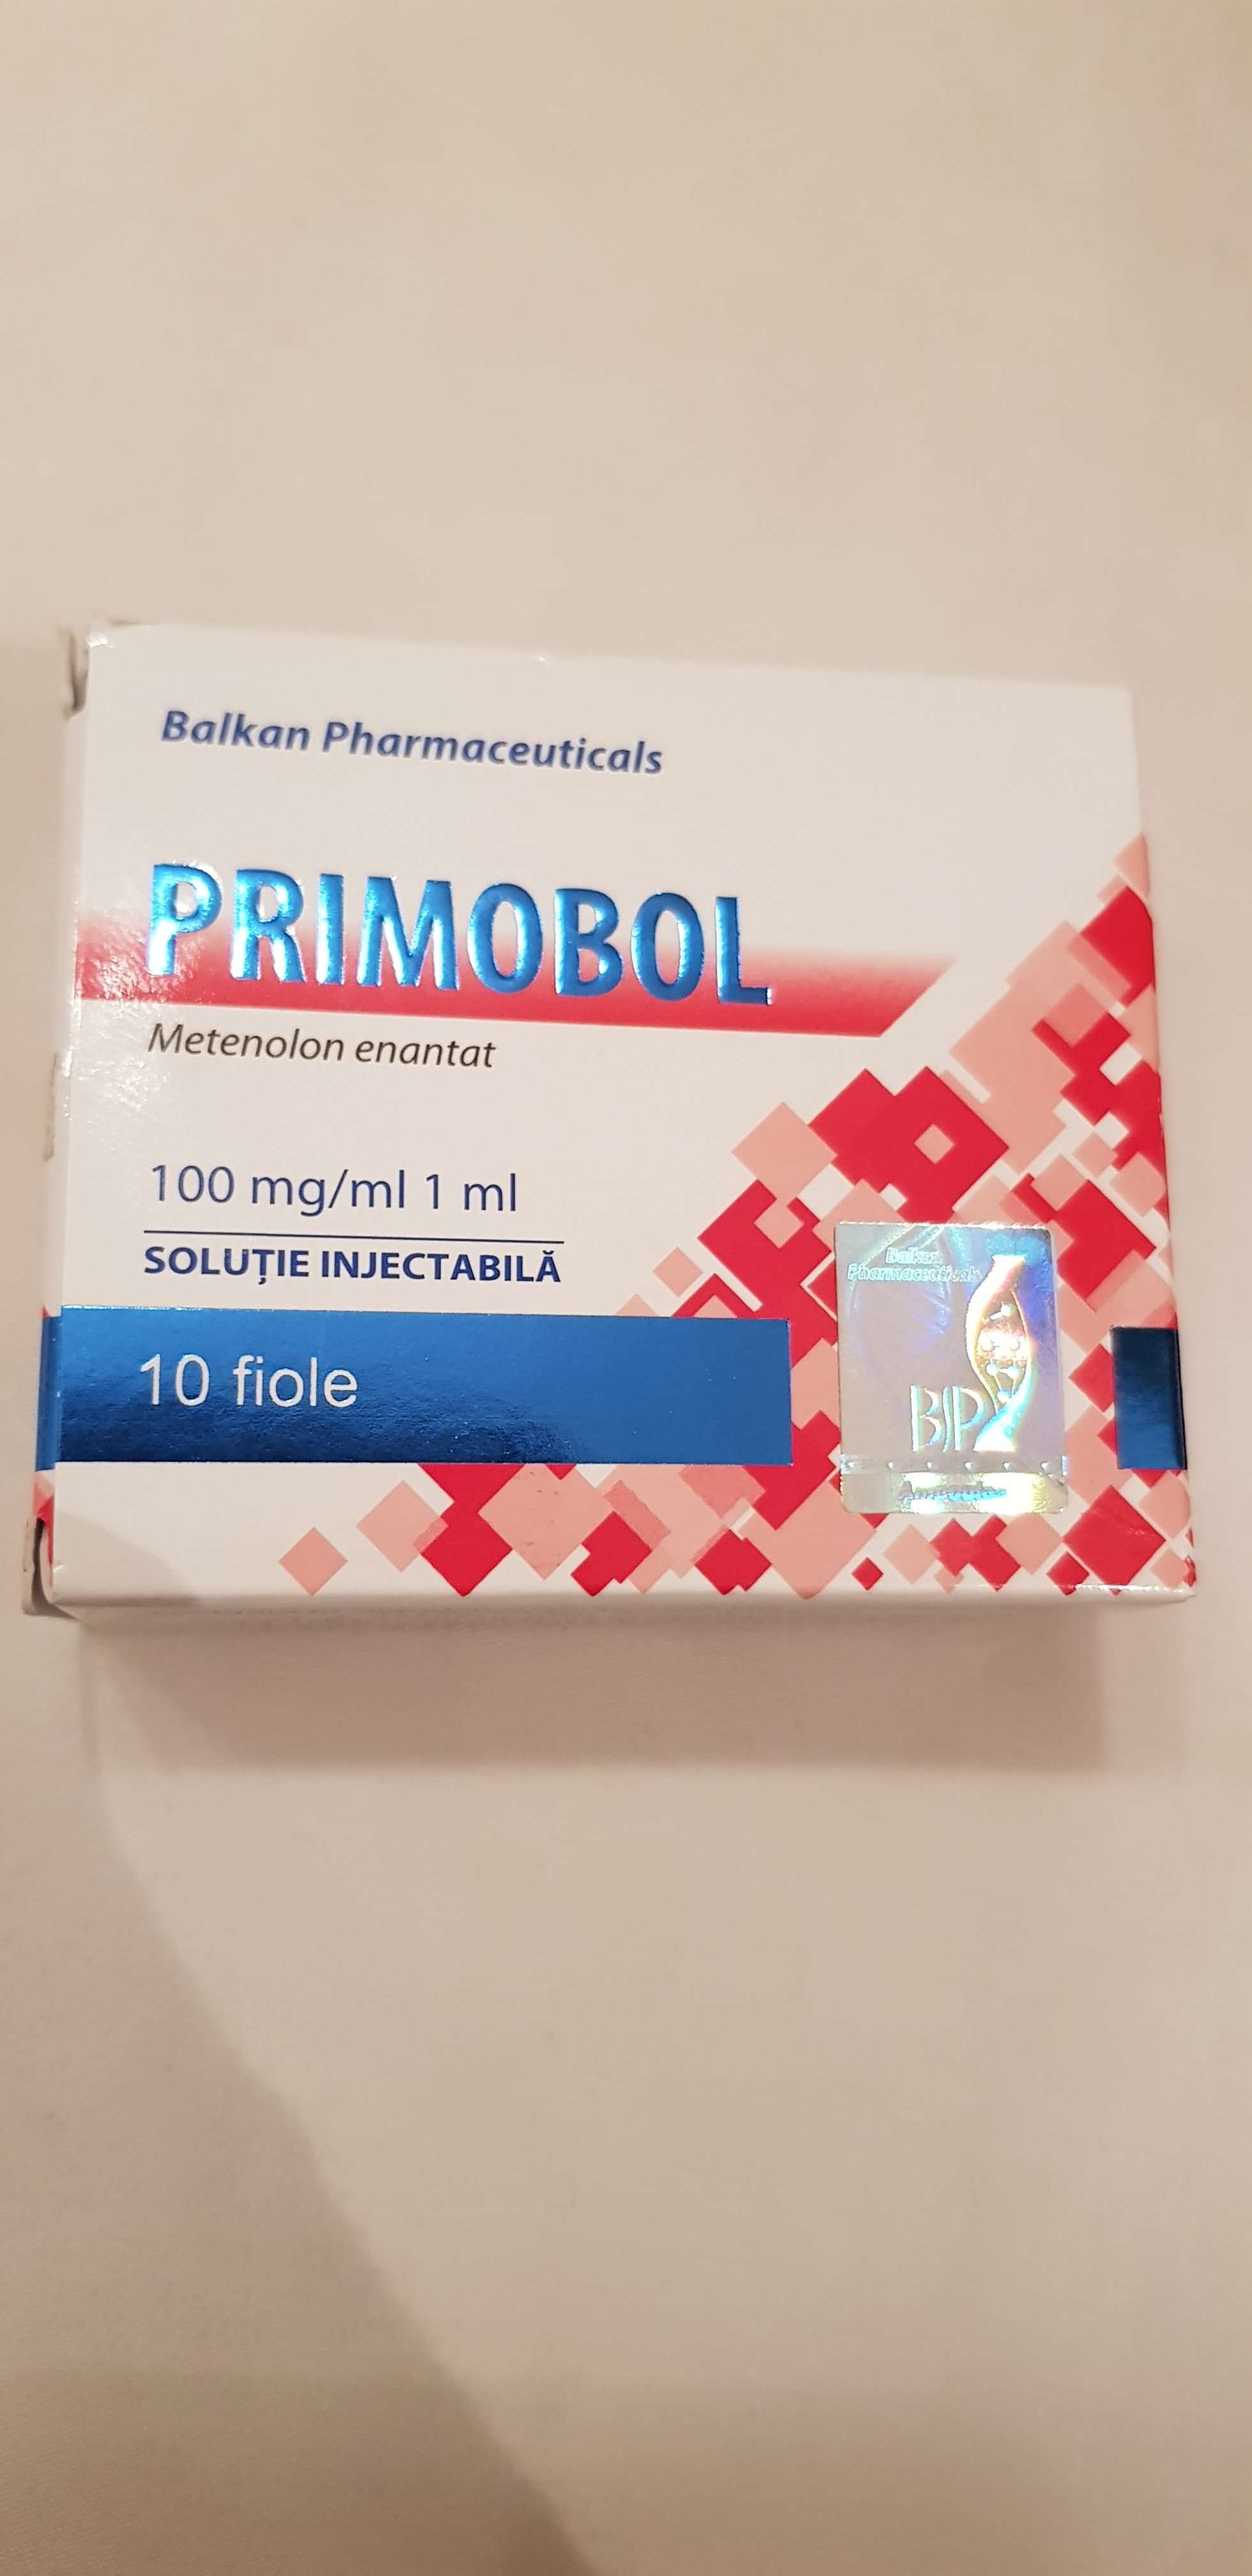 Balkan Pharmaceuticals
PRIMOBOL
Metenolon enantat
100 mg/ml 1 ml
SOLUȚIE INJECTABILĂ
10 fiole
Balkan
Pharmaceuticals
BP